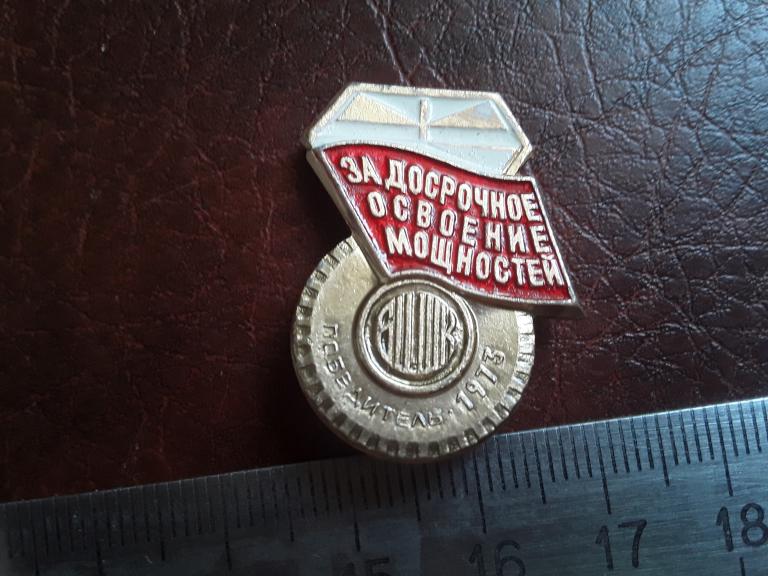 ЗА ДОСРОЧНОЕ
ОСВОЕНИЕ
МОЩНОСТЕЙ
ПОБЕДИТЕЛЬ · 1973
15 16 17 18